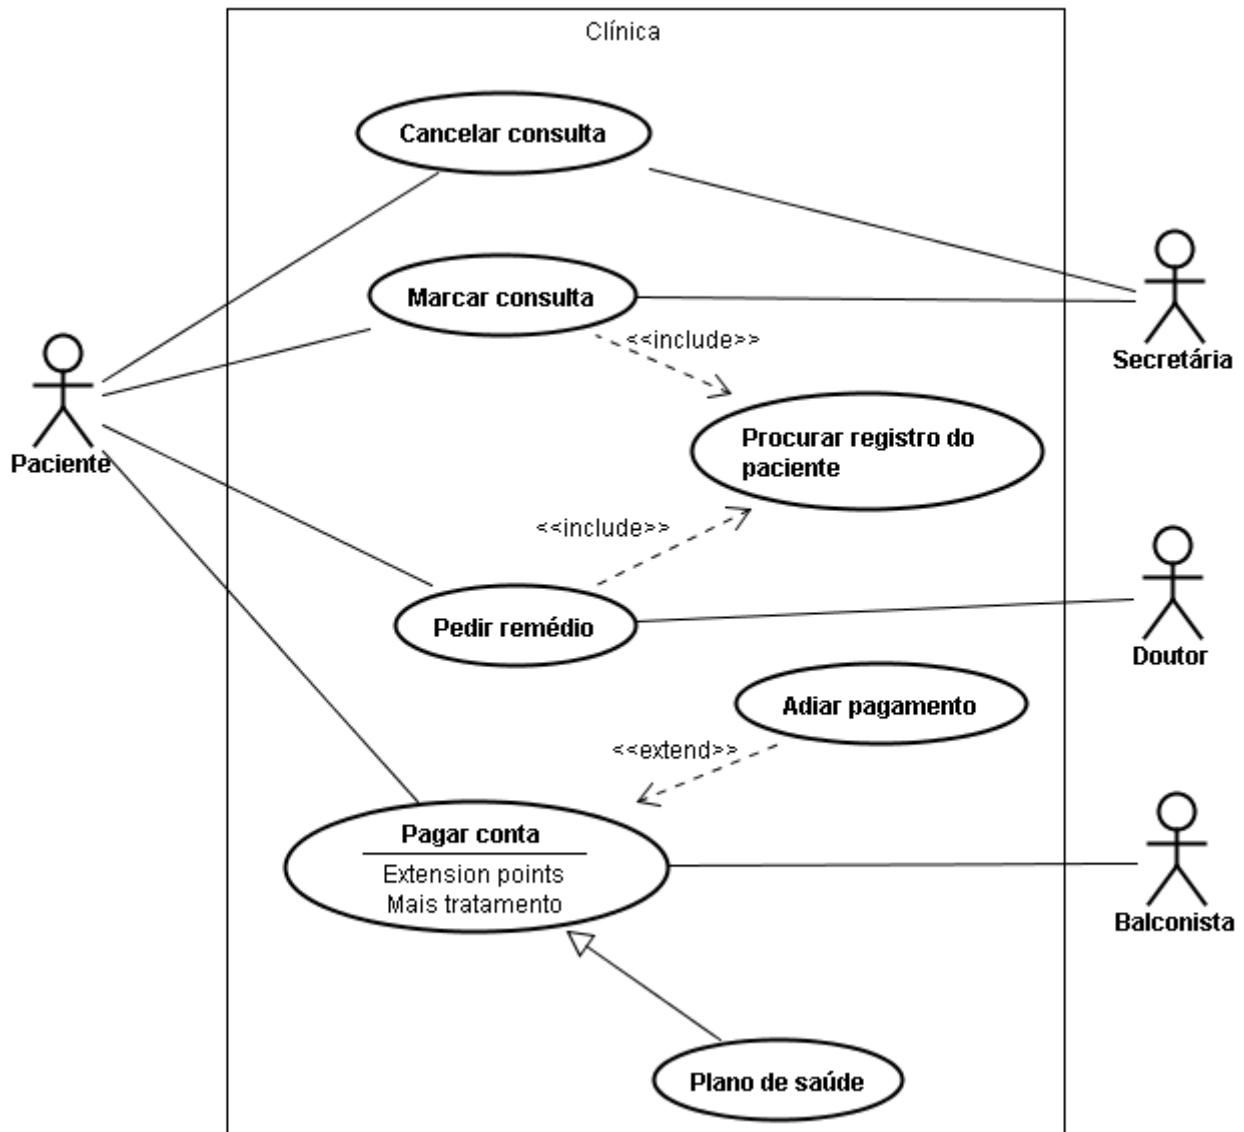 Clínica
Cancelar consulta
Marcar consulta
<<include>>
Secretária
Paciente
Procurar registro do
paciente
<<include>>
Pedir remédio
Doutor
Adiar pagamento
<<extend>>
Pagar conta
Extension points
Mais tratamento
Balconista
Plano de saúde